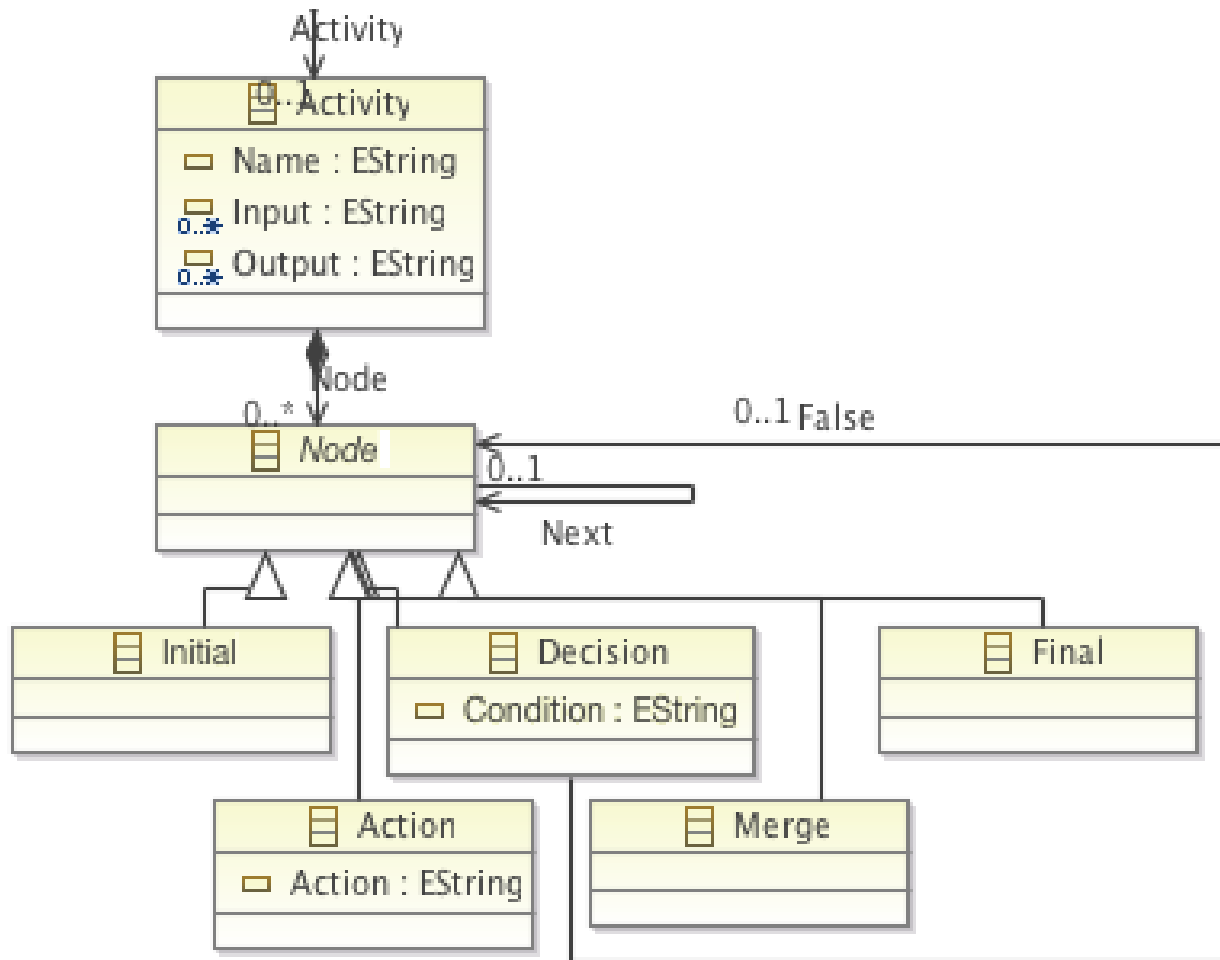 Activity
0..1
Activity
Name : EString
0..* Input : EString
0..* Output : EString
Node
0..*
Node
0..1 False
0..1
Next
Initial
Decision
Condition : EString
Final
Action
Action : EString
Merge